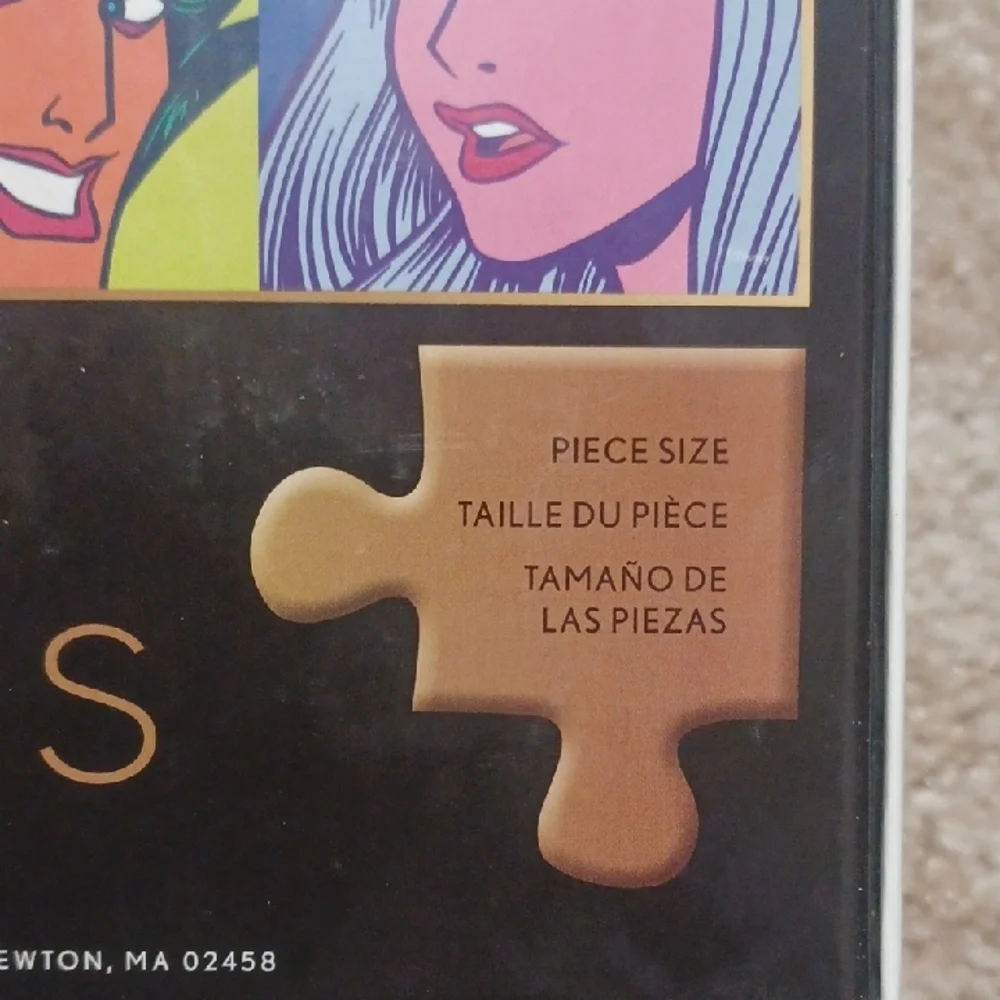 PIECE SIZE
TAILLE DU PIÈCE
TAMAÑO DE
LAS PIEZAS
S
EWTON, MA 02458